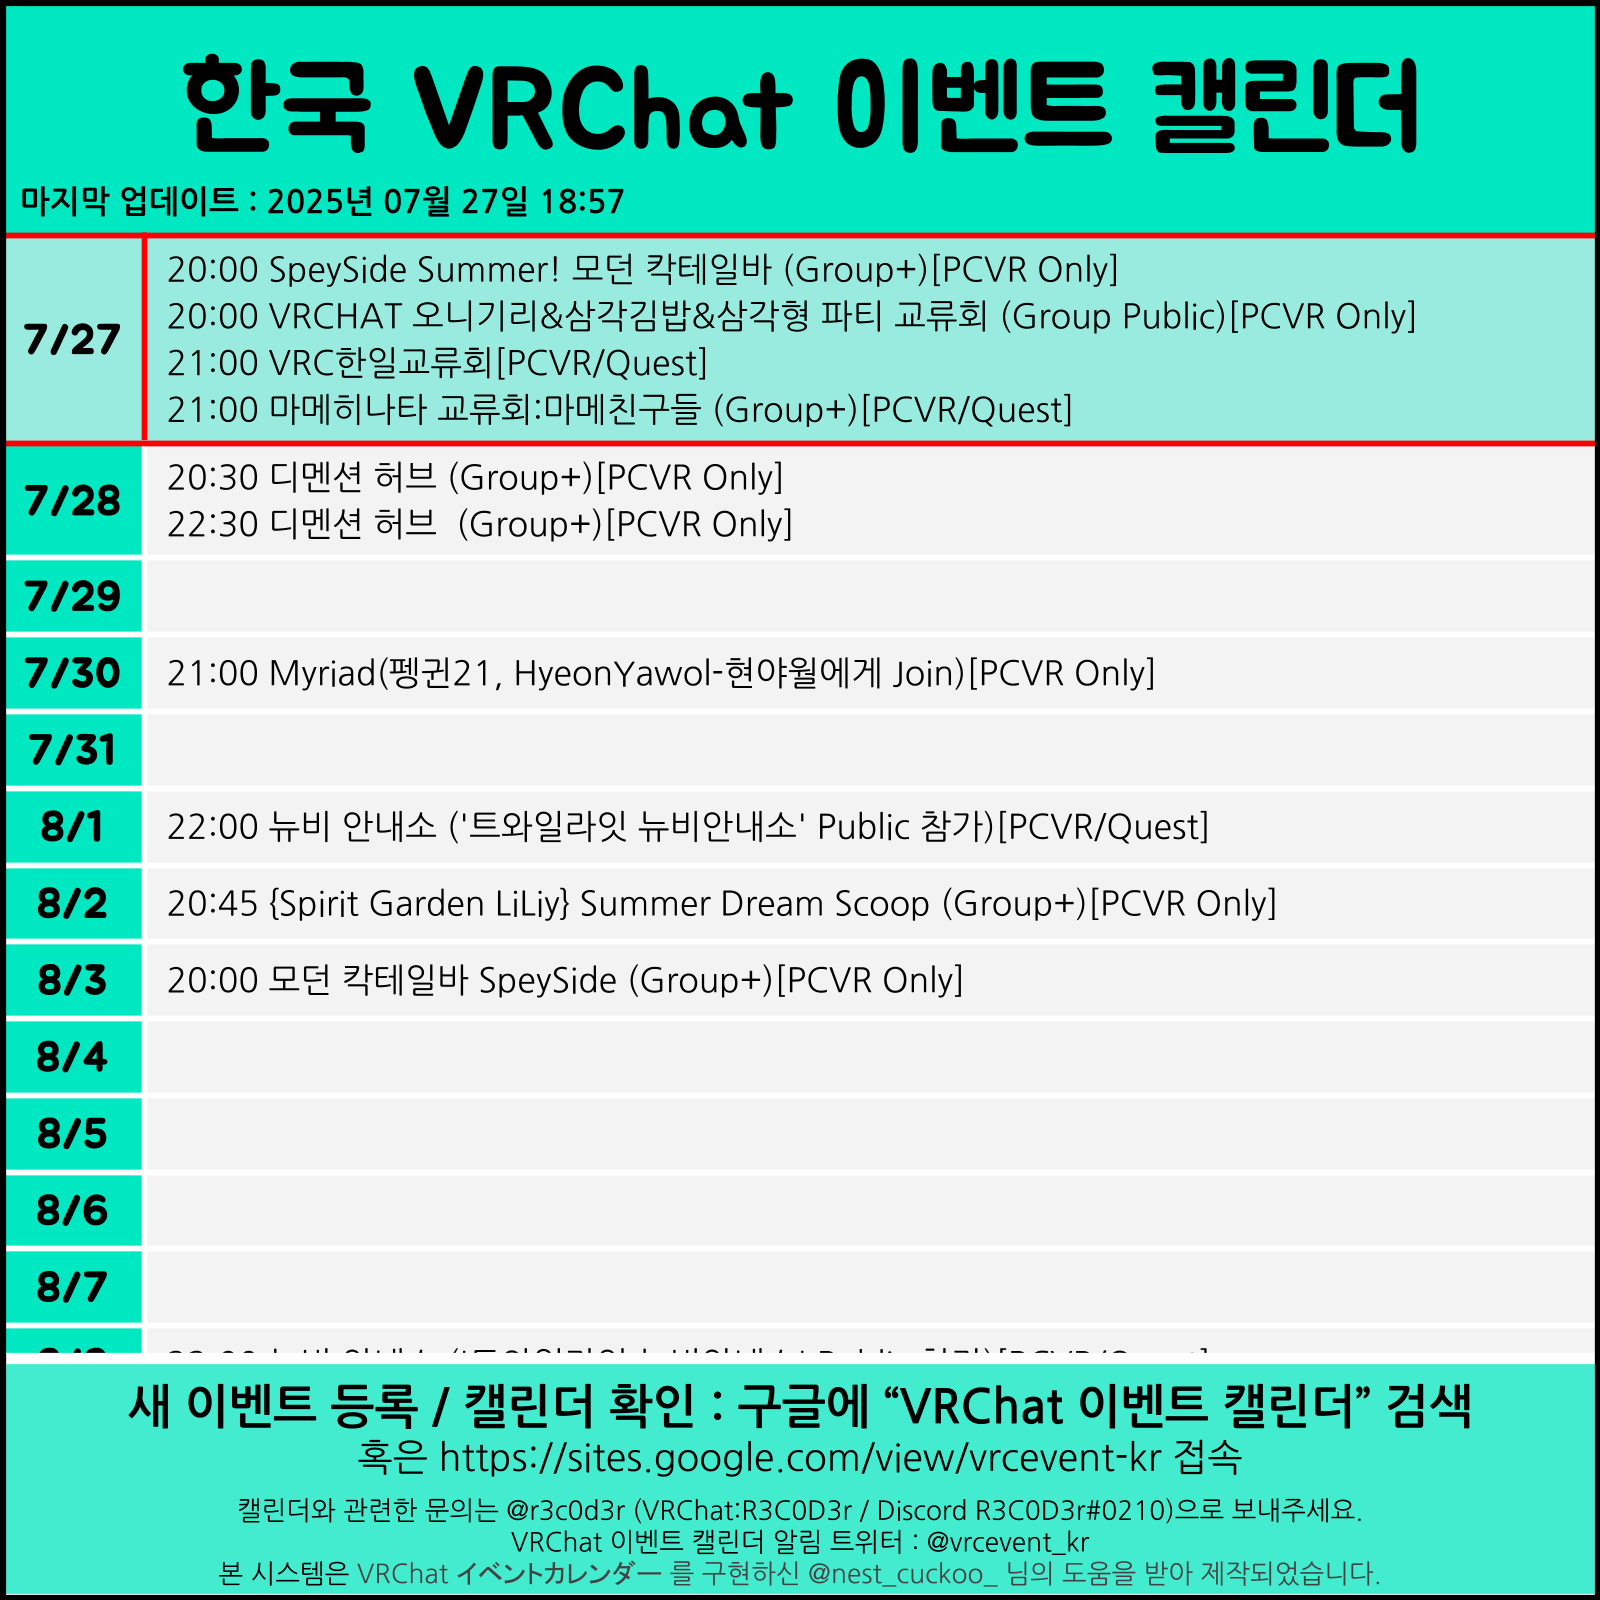 한국 VRChat 이벤트 캘린더
마지막 업데이트 : 2025년 07월 27일 18:57
7/27
20:00 SpeySide Summer! 모던 칵테일바 (Group+)[PCVR Only]
20:00 VRCHAT 오니기리&삼각김밥&삼각형 파티 교류회 (Group Public)[PCVR Only]
21:00 VRC한일교류회[PCVR/Quest]
21:00 마메히나타 교류회:마메친구들 (Group+)[PCVR/Quest]
7/28
20:30 디멘션 허브 (Group+)[PCVR Only]
22:30 디멘션 허브  (Group+)[PCVR Only]
7/29
7/30
21:00 Myriad(펭귄21, HyeonYawol-현야월에게 Join)[PCVR Only]
7/31
8/1
22:00 뉴비 안내소 ('트와일라잇 뉴비안내소' Public 참가)[PCVR/Quest]
8/2
20:45 {Spirit Garden LiLiy} Summer Dream Scoop (Group+)[PCVR Only]
8/3
20:00 모던 칵테일바 SpeySide (Group+)[PCVR Only]
8/4
8/5
8/6
8/7
새 이벤트 등록 / 캘린더 확인 : 구글에 “VRChat 이벤트 캘린더” 검색
혹은 https://sites.google.com/view/vrcevent-kr 접속
캘린더와 관련한 문의는 @r3c0d3r (VRChat:R3C0D3r / Discord R3C0D3r#0210)으로 보내주세요.
VRChat 이벤트 캘린더 알림 트위터 : @vrcevent_kr
본 시스템은 VRChat イベントカレンダー 를 구현하신 @nest_cuckoo_ 님의 도움을 받아 제작되었습니다.